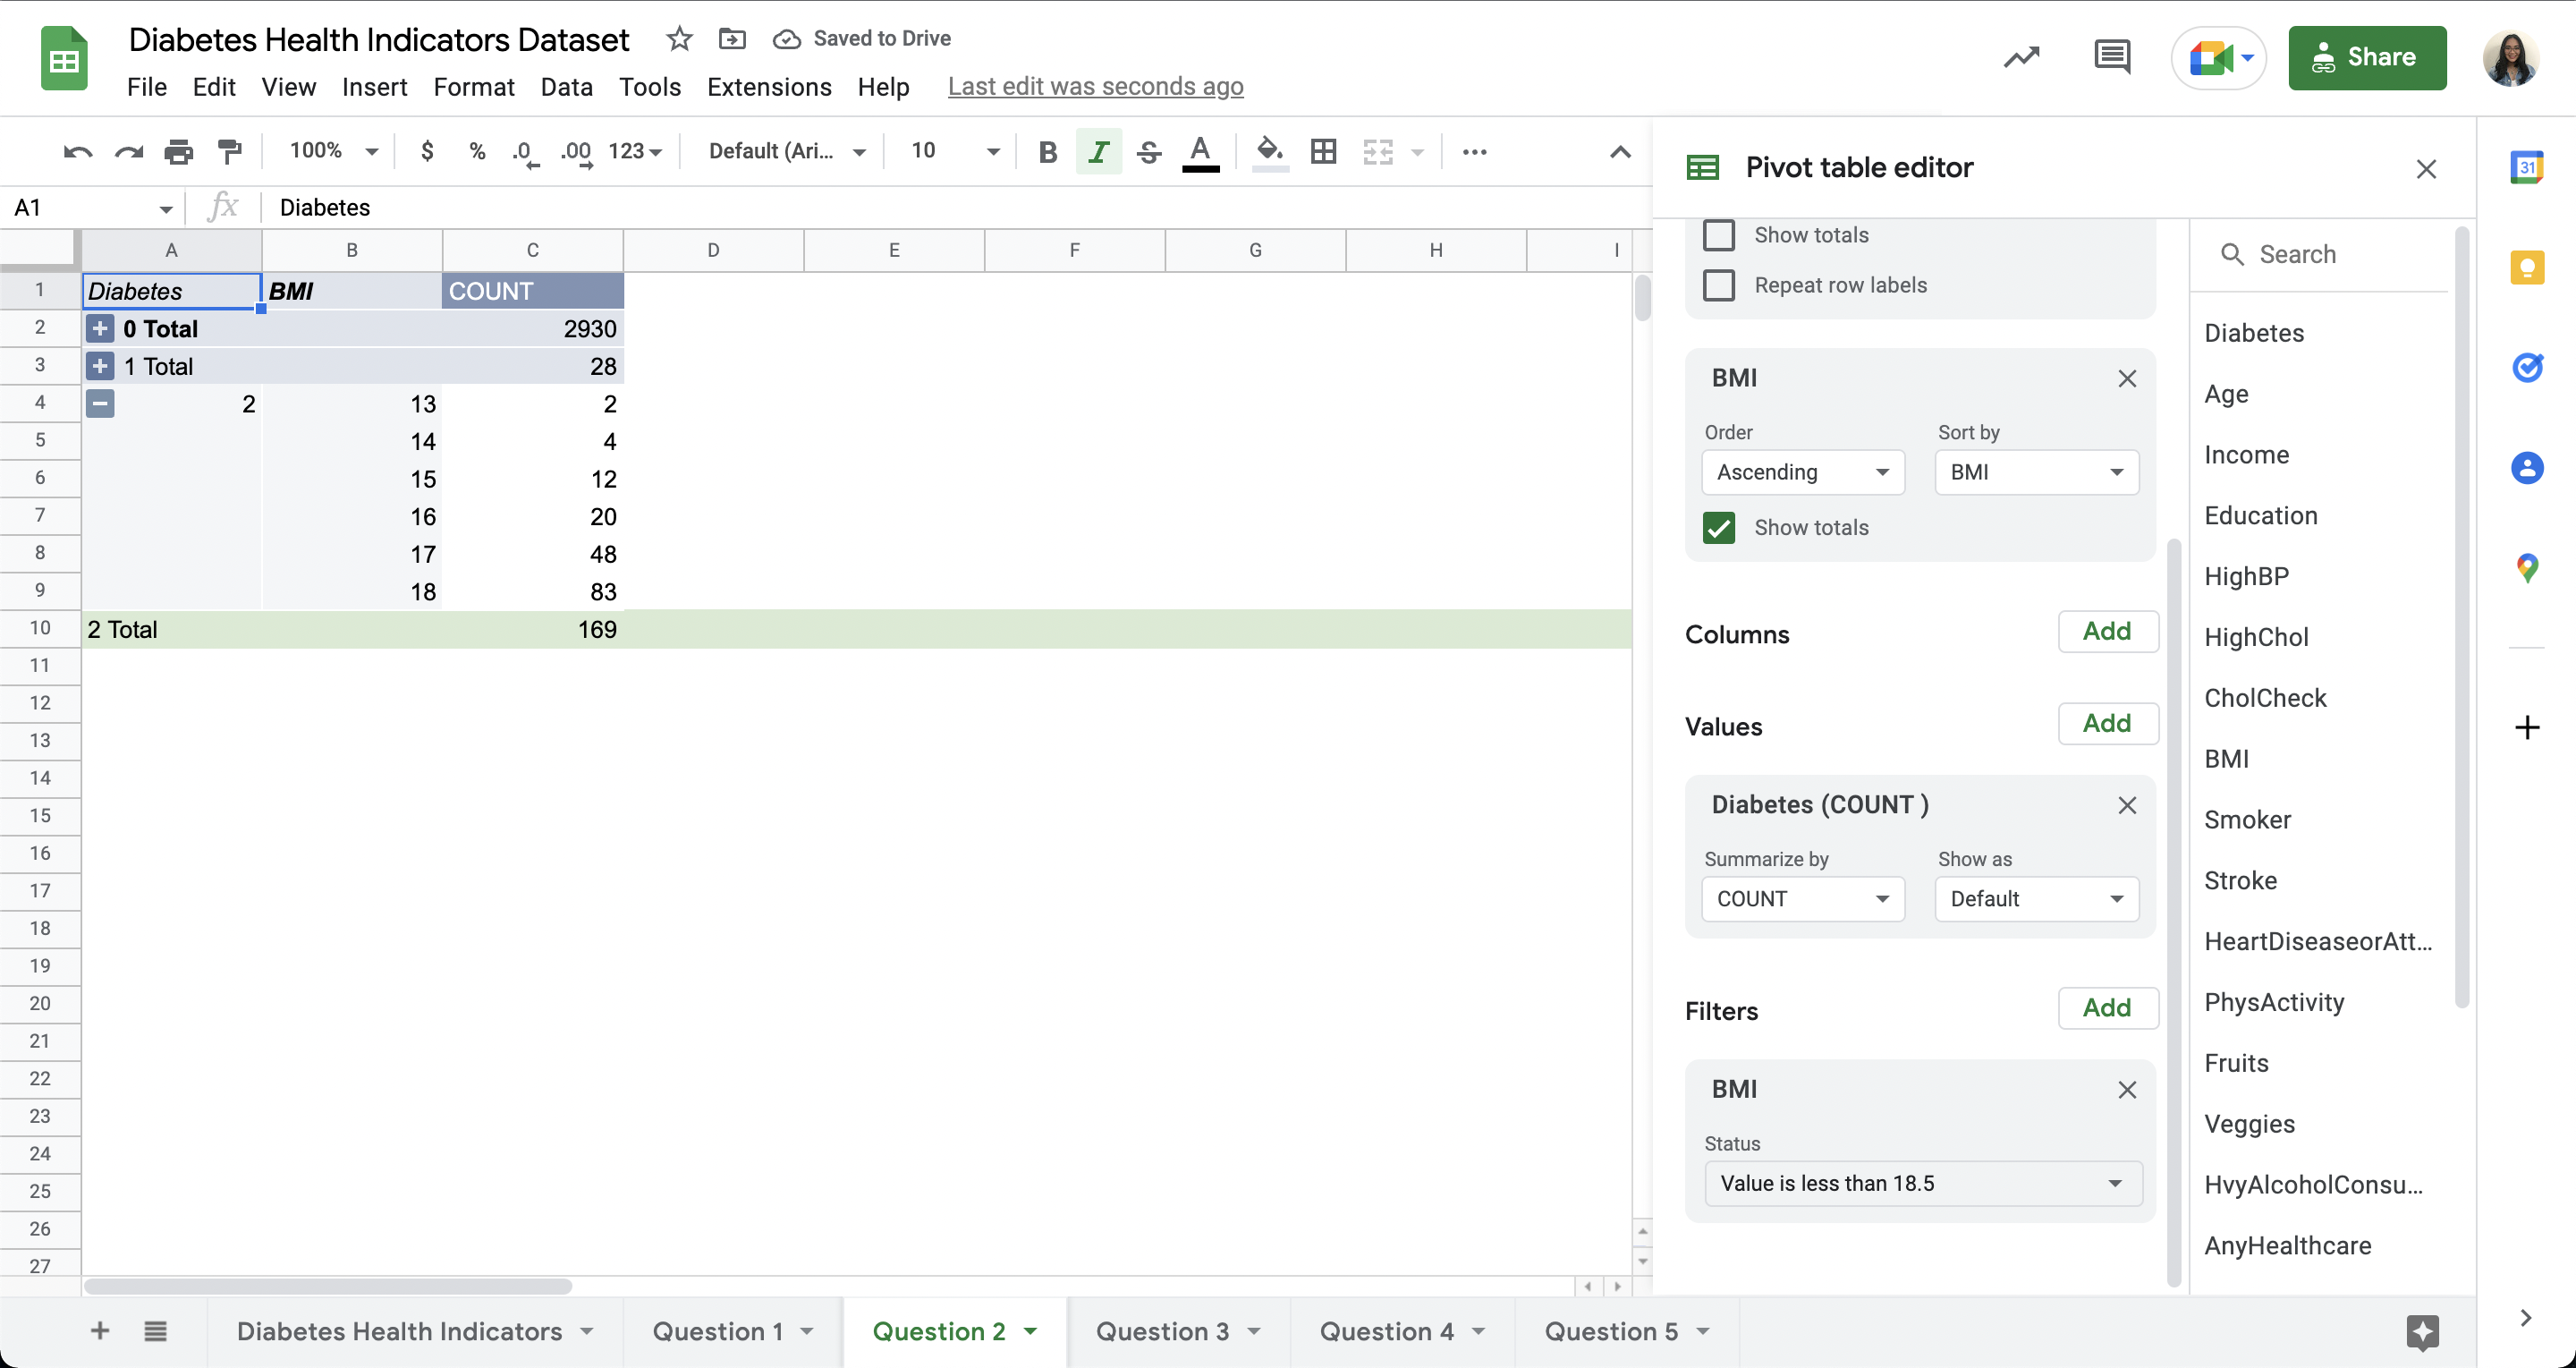 Diabetes Health Indicators Dataset Saved to Drive
File Edit View Insert Format Data Tools Extensions Help Last edit was seconds ago
Share
100% $ % .0 .00 123 Default (Ari... 10 B I S A
A1 fx Diabetes
A B C D E F G H I
1 Diabetes BMI COUNT
2 0 Total 2930
3 1 Total 28
4 2 13 2
5 14 4
6 15 12
7 16 20
8 17 48
9 18 83
10 2 Total 169
11
12
13
14
15
16
17
18
19
20
21
22
23
24
25
26
27
Pivot table editor
Show totals
Repeat row labels
BMI
Order Sort by
Ascending BMI
Show totals
Columns Add
Values Add
Diabetes (COUNT )
Summarize by Show as
COUNT Default
Filters Add
BMI
Status
Value is less than 18.5
Search
Diabetes
Age
Income
Education
HighBP
HighChol
CholCheck
BMI
Smoker
Stroke
HeartDiseaseorAtt...
PhysActivity
Fruits
Veggies
HvyAlcoholConsu...
AnyHealthcare
31
Diabetes Health Indicators Question 1 Question 2 Question 3 Question 4 Question 5